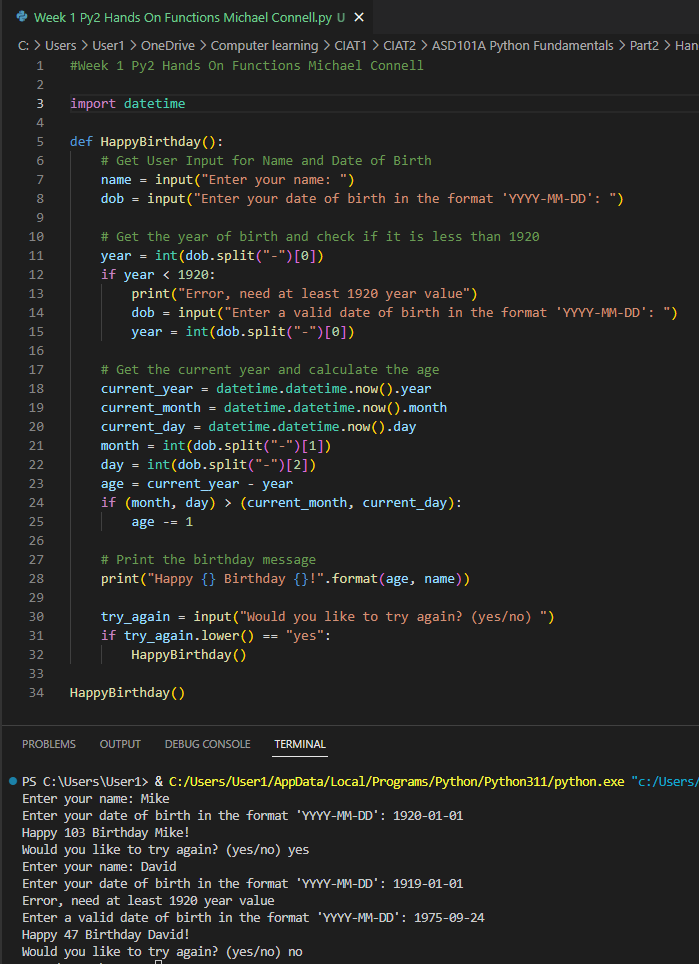 Week 1 Py2 Hands On Functions Michael Connell.py U
C: > Users > User1 > OneDrive > Computer learning > CIAT1 > CIAT2 > ASD101A Python Fundamentals > Part2 > Han
1 #Week 1 Py2 Hands On Functions Michael Connell
2
3 import datetime
4
5 def HappyBirthday():
6     # Get User Input for Name and Date of Birth
7     name = input("Enter your name: ")
8     dob = input("Enter your date of birth in the format 'YYYY-MM-DD': ")
9
10     # Get the year of birth and check if it is less than 1920
11     year = int(dob.split("-")[0])
12     if year < 1920:
13         print("Error, need at least 1920 year value")
14         dob = input("Enter a valid date of birth in the format 'YYYY-MM-DD': ")
15         year = int(dob.split("-")[0])
16
17     # Get the current year and calculate the age
18     current_year = datetime.datetime.now().year
19     current_month = datetime.datetime.now().month
20     current_day = datetime.datetime.now().day
21     month = int(dob.split("-")[1])
22     day = int(dob.split("-")[2])
23     age = current_year - year
24     if (month, day) > (current_month, current_day):
25         age -= 1
26
27     # Print the birthday message
28     print("Happy {} Birthday {}!".format(age, name))
29
30     try_again = input("Would you like to try again? (yes/no) ")
31     if try_again.lower() == "yes":
32         HappyBirthday()
33
34 HappyBirthday()
PROBLEMS OUTPUT DEBUG CONSOLE TERMINAL
PS C:\Users\User1> & C:/Users/User1/AppData/Local/Programs/Python/Python311/python.exe "c:/Users/
Enter your name: Mike
Enter your date of birth in the format 'YYYY-MM-DD': 1920-01-01
Happy 103 Birthday Mike!
Would you like to try again? (yes/no) yes
Enter your name: David
Enter your date of birth in the format 'YYYY-MM-DD': 1919-01-01
Error, need at least 1920 year value
Enter a valid date of birth in the format 'YYYY-MM-DD': 1975-09-24
Happy 47 Birthday David!
Would you like to try again? (yes/no) no